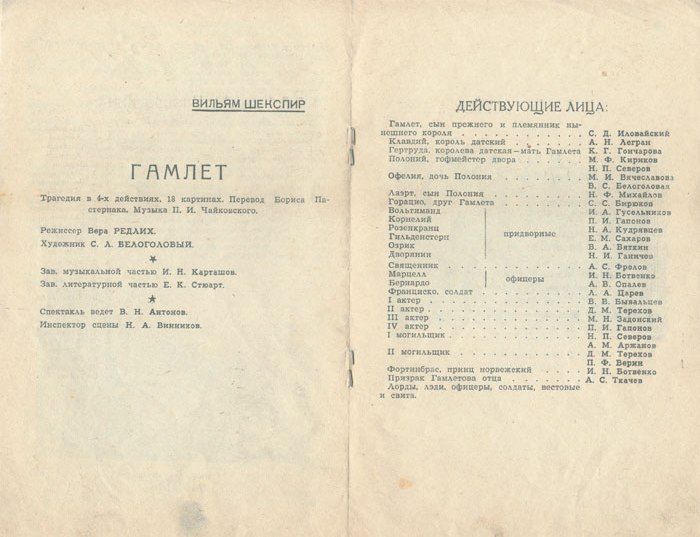 ВИЛЬЯМ ШЕКСПИР
ГАМЛЕТ
Трагедия в 4-х действиях, 18 картинах. Перевод Бориса Па-
стернака. Музыка П. И. Чайковского.
Режиссер Вера РЕДЛИХ.
Художник С. Л. БЕЛОГОЛОВЫЙ.
Зав. музыкальной частью И. Н. Карташов.
Зав. литературной частью Е. К. Стюарт.
Спектакль ведет В. Н. Антонов.
Инспектор сцены Н. А. Винников.
ДЕЙСТВУЮЩИЕ ЛИЦА:
Гамлет, сын прежнего и племянник ны-
нешнего короля . . . . . . . . . . . С. Д. Иловайский
Клавдий, король датский . . . . . . . А. Н. Легран
Гертруда, королева датская—мать Гамлета К. Г. Гончарова
Полоний, гофмейстер двора . . . . . . М. Ф. Кириков
Н. П. Северов
Офелия, дочь Полония . . . . . . . . М. И. Вячеславова
В. С. Белоголовая
Лаэрт, сын Полония . . . . . . . . . Н. Ф. Михайлов
Горацио, друг Гамлета . . . . . . . . С. С. Бирюков
Вольтиманд И. А. Гусельников
Корнелий П. И. Гапонов
Розенкранц Н. А. Кудрявцев
придворные
Гильденстерн Е. М. Сахаров
Озрик В. А. Вяткин
Дворянин Н. И. Ганичев
Священник . . . . . . . . . . . . . А. С. Фролов
Марцелл И. Н. Ботвенко
офицеры
Бернардо А. В. Опалев
Франциско, солдат . . . . . . . . . . Л. А. Царев
I актер . . . . . . . . . . . . . . . В. В. Бывальцев
II актер . . . . . . . . . . . . . . . Д. М. Терехов
III актер . . . . . . . . . . . . . . М. Н. Задонский
IV актер . . . . . . . . . . . . . . П. И. Гапонов
I могильщик . . . . . . . . . . . . . Н. П. Северов
А. М. Аржанов
II могильщик . . . . . . . . . . . . Д. М. Терехов
П. Ф. Верин
Фортинбрас, принц норвежский . . . . И. Н. Ботвенко
Призрак Гамлетова отца . . . . . . . А. С. Ткачев
Лорды, лэди, офицеры, солдаты, вестовые
и свита.